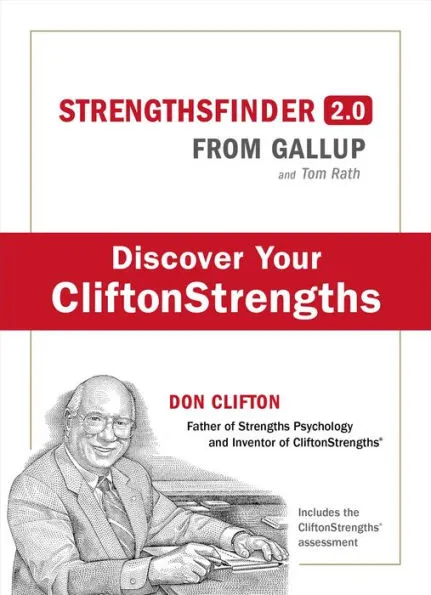 STRENGTHSFINDER 2.0
FROM GALLUP
and Tom Rath
Discover Your
CliftonStrengths
DON CLIFTON
Father of Strengths Psychology
and Inventor of CliftonStrengths®
Includes the
CliftonStrengths®
assessment